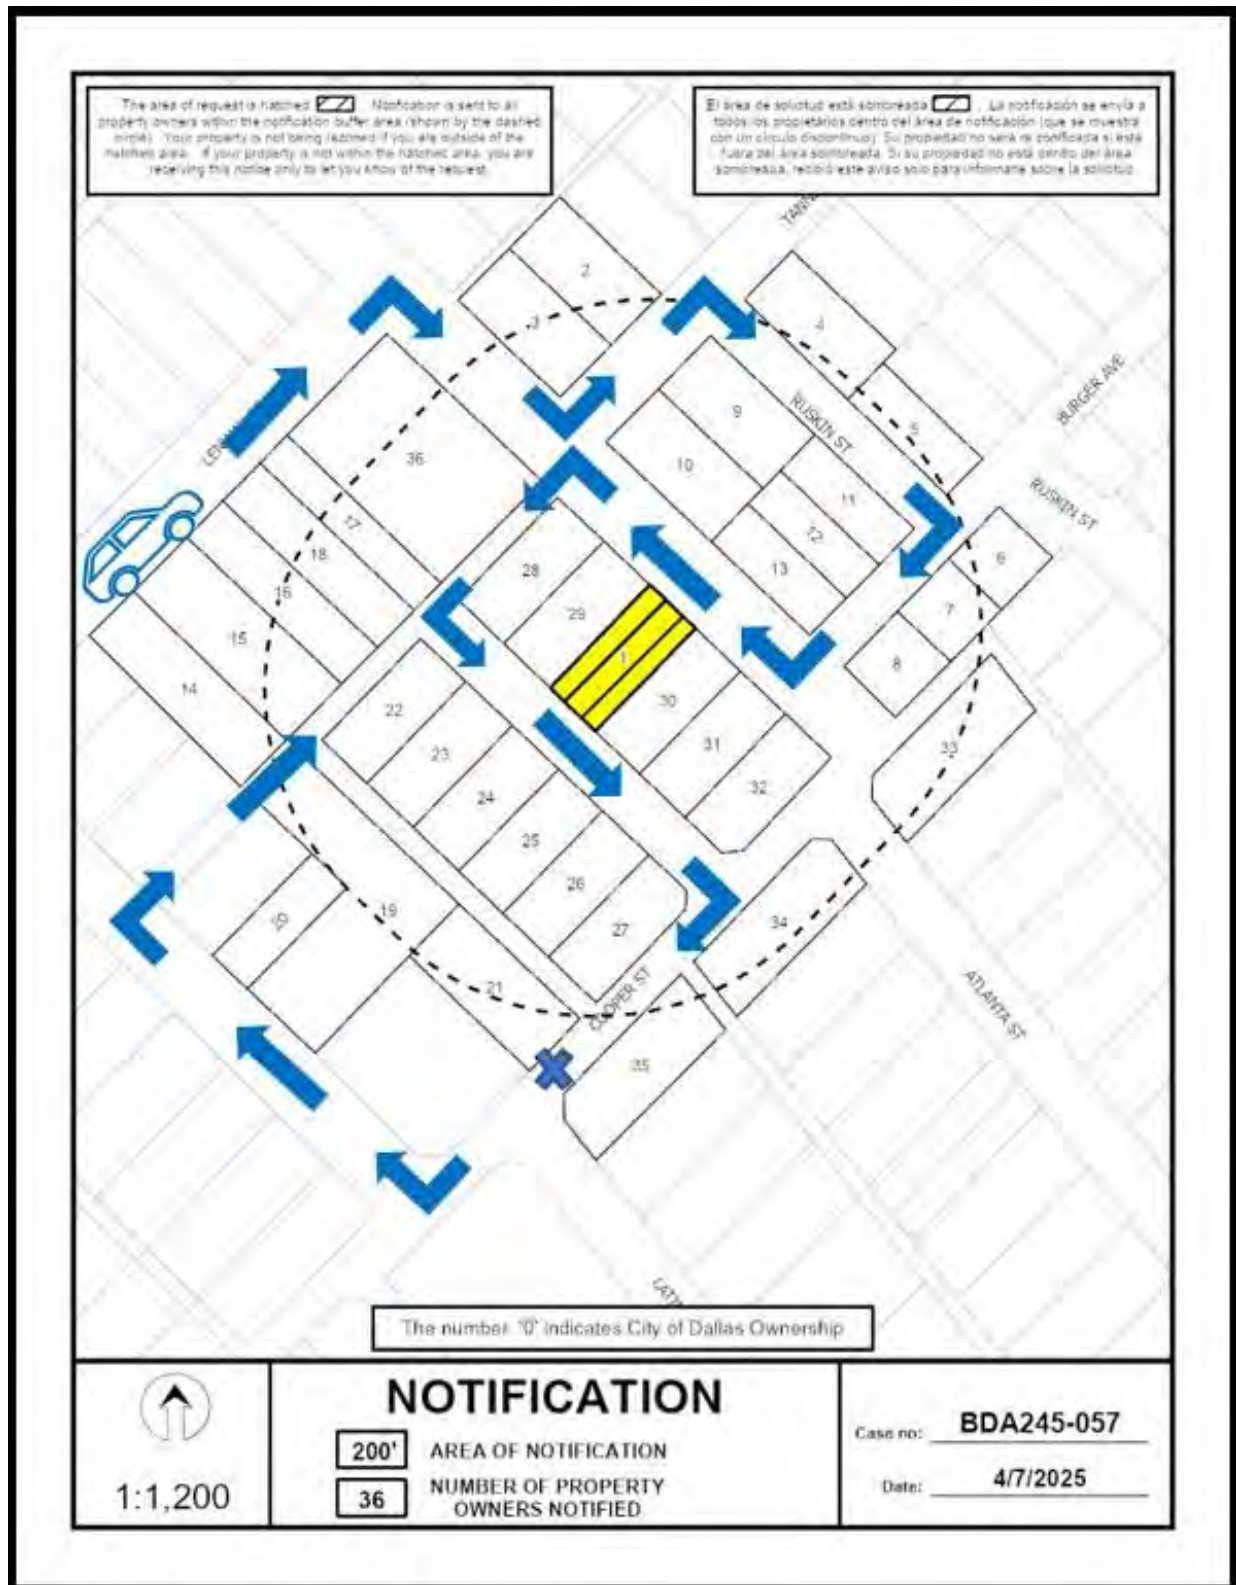 The area of request is hatched . Notification is sent to all
property owners within the notification buffer area (shown by the dashed
circle). Your property is not being rezoned if you are outside of the
hatched area. If your property is not within the hatched area, you are
receiving this notice only to let you know of the request.
El área de solicitud está sombreada . La notificación se envía a
todos los propietarios dentro del área de notificación (que se muestra
con un círculo discontinuo). Su propiedad no será re zonificada si está
fuera del área sombreada. Si su propiedad no está dentro del área
sombreada, recibió este aviso solo para informarle sobre la solicitud.
2
3
4
BURGER AVE
9
RUSKIN ST
5
36
10
11
RUSKIN ST
17
12
18
6
28
13
16
29
7
15
1
8
14
22
30
23
31
33
24
32
25
26
20
19
27
34
21
COOPER ST
ATLANTA ST
35
The number '0' indicates City of Dallas Ownership
1:1,200
NOTIFICATION
200' AREA OF NOTIFICATION
36 NUMBER OF PROPERTY
OWNERS NOTIFIED
Case no: BDA245-057
Date: 4/7/2025